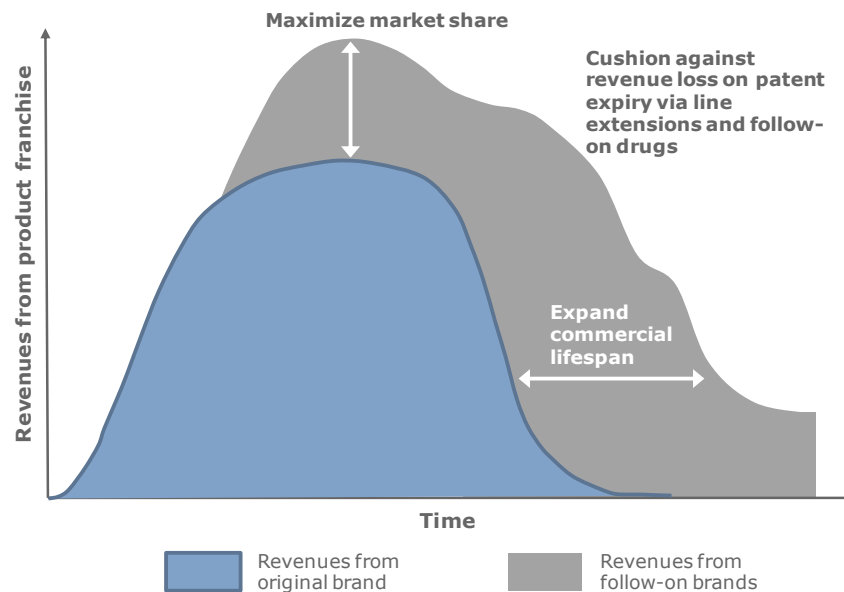 Maximize market share
Cushion against
revenue loss on patent
expiry via line
extensions and follow-
on drugs
Revenues from product franchise
Expand
commercial
lifespan
Time
Revenues from
original brand
Revenues from
follow-on brands